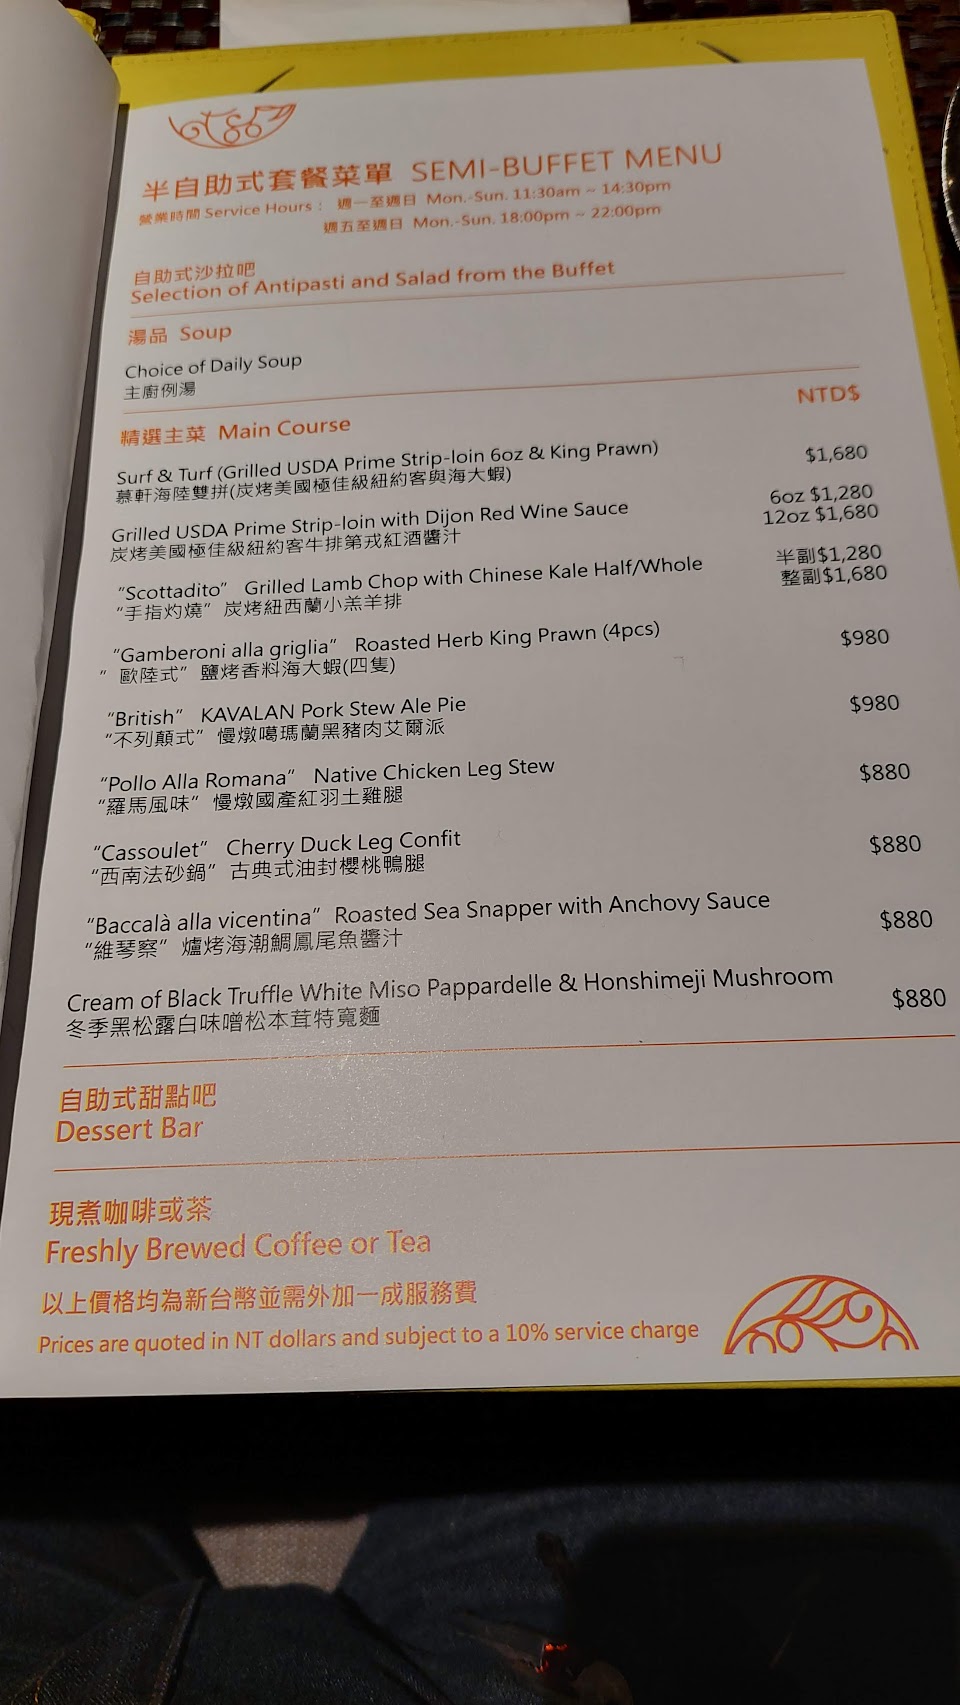 半自助式套餐菜單 SEMI-BUFFET MENU
營業時間 Service Hours： 週一至週日 Mon.-Sun. 11:30am ~ 14:30pm
週五至週日 Mon.-Sun. 18:00pm ~ 22:00pm
自助式沙拉吧
Selection of Antipasti and Salad from the Buffet
湯品 Soup
Choice of Daily Soup
主廚例湯
NTD$
精選主菜 Main Course
Surf & Turf (Grilled USDA Prime Strip-loin 6oz & King Prawn) $1,680
慕軒海陸雙拼(炭烤美國極佳級紐約客與海大蝦)
Grilled USDA Prime Strip-loin with Dijon Red Wine Sauce 6oz $1,280
炭烤美國極佳級紐約客牛排第戎紅酒醬汁 12oz $1,680
“Scottadito” Grilled Lamb Chop with Chinese Kale Half/Whole 半副$1,280
“手指灼燒” 炭烤紐西蘭小羔羊排 整副$1,680
“Gamberoni alla griglia” Roasted Herb King Prawn (4pcs) $980
” 歐陸式” 鹽烤香料海大蝦(四隻)
“British” KAVALAN Pork Stew Ale Pie $980
“不列顛式” 慢燉噶瑪蘭黑豬肉艾爾派
“Pollo Alla Romana” Native Chicken Leg Stew $880
“羅馬風味” 慢燉國產紅羽土雞腿
“Cassoulet” Cherry Duck Leg Confit $880
“西南法砂鍋” 古典式油封櫻桃鴨腿
“Baccalà alla vicentina” Roasted Sea Snapper with Anchovy Sauce $880
“維琴察” 爐烤海潮鯛鳳尾魚醬汁
Cream of Black Truffle White Miso Pappardelle & Honshimeji Mushroom $880
冬季黑松露白味噌松本茸特寬麵
自助式甜點吧
Dessert Bar
現煮咖啡或茶
Freshly Brewed Coffee or Tea
以上價格均為新台幣並需外加一成服務費
Prices are quoted in NT dollars and subject to a 10% service charge